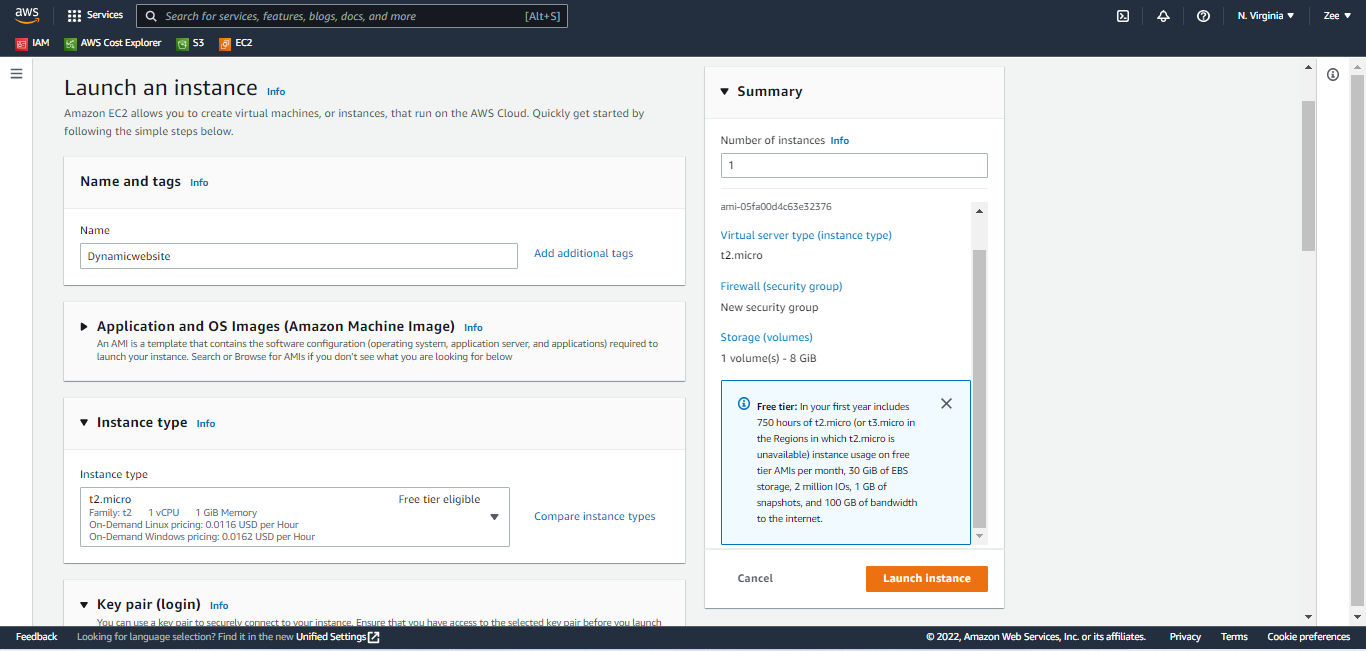 aws
Services
Search for services, features, blogs, docs, and more
[Alt+S]
N. Virginia
Zee
IAM
AWS Cost Explorer
S3
EC2
Launch an instance Info
Amazon EC2 allows you to create virtual machines, or instances, that run on the AWS Cloud. Quickly get started by
following the simple steps below.
Name and tags Info
Name
Dynamicwebsite
Add additional tags
Application and OS Images (Amazon Machine Image) Info
An AMI is a template that contains the software configuration (operating system, application server, and applications) required to
launch your instance. Search or Browse for AMIs if you don't see what you are looking for below
Instance type Info
Instance type
t2.micro
Free tier eligible
Family: t2 1 vCPU 1 GiB Memory
On-Demand Linux pricing: 0.0116 USD per Hour
On-Demand Windows pricing: 0.0162 USD per Hour
Compare instance types
Key pair (login) Info
You can use a key pair to securely connect to your instance. Ensure that you have access to the selected key pair before you launch
Summary
Number of instances Info
1
ami-05fa00d4c63e32376
Virtual server type (instance type)
t2.micro
Firewall (security group)
New security group
Storage (volumes)
1 volume(s) - 8 GiB
Free tier: In your first year includes
750 hours of t2.micro (or t3.micro in
the Regions in which t2.micro is
unavailable) instance usage on free
tier AMIs per month, 30 GiB of EBS
storage, 2 million IOs, 1 GB of
snapshots, and 100 GB of bandwidth
to the internet.
Cancel
Launch instance
Feedback
Looking for language selection? Find it in the new Unified Settings
© 2022, Amazon Web Services, Inc. or its affiliates.
Privacy
Terms
Cookie preferences